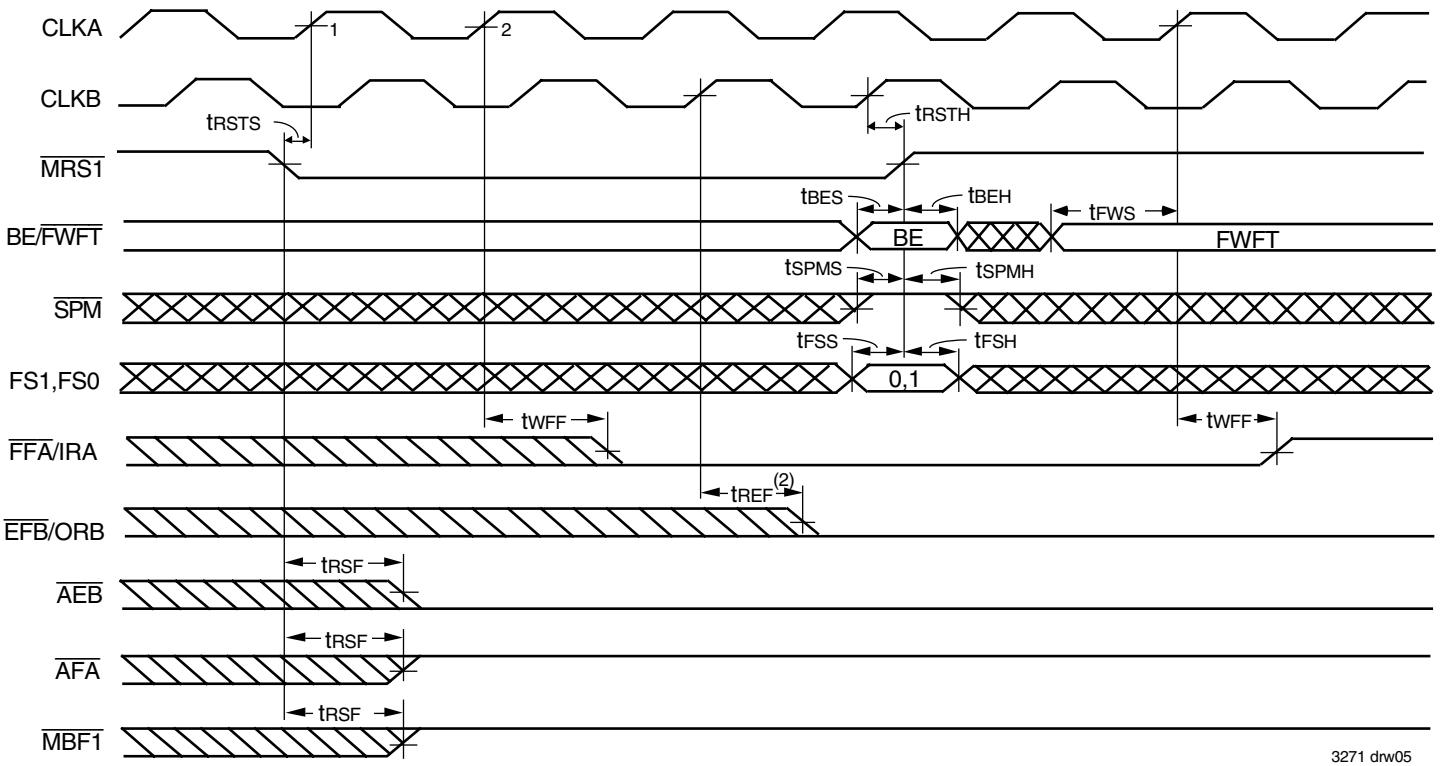 CLKA
1
2
CLKB
tRSTS
tRSTH
MRS1
tBES
tBEH
tFWS
BE/FWFT
BE
FWFT
tSPMS
tSPMH
SPM
tFSS
tFSH
FS1,FS0
0,1
tWFF
tWFF
FFA/IRA
tREF(2)
EFB/ORB
tRSF
AEB
tRSF
AFA
tRSF
MBF1
3271 drw05